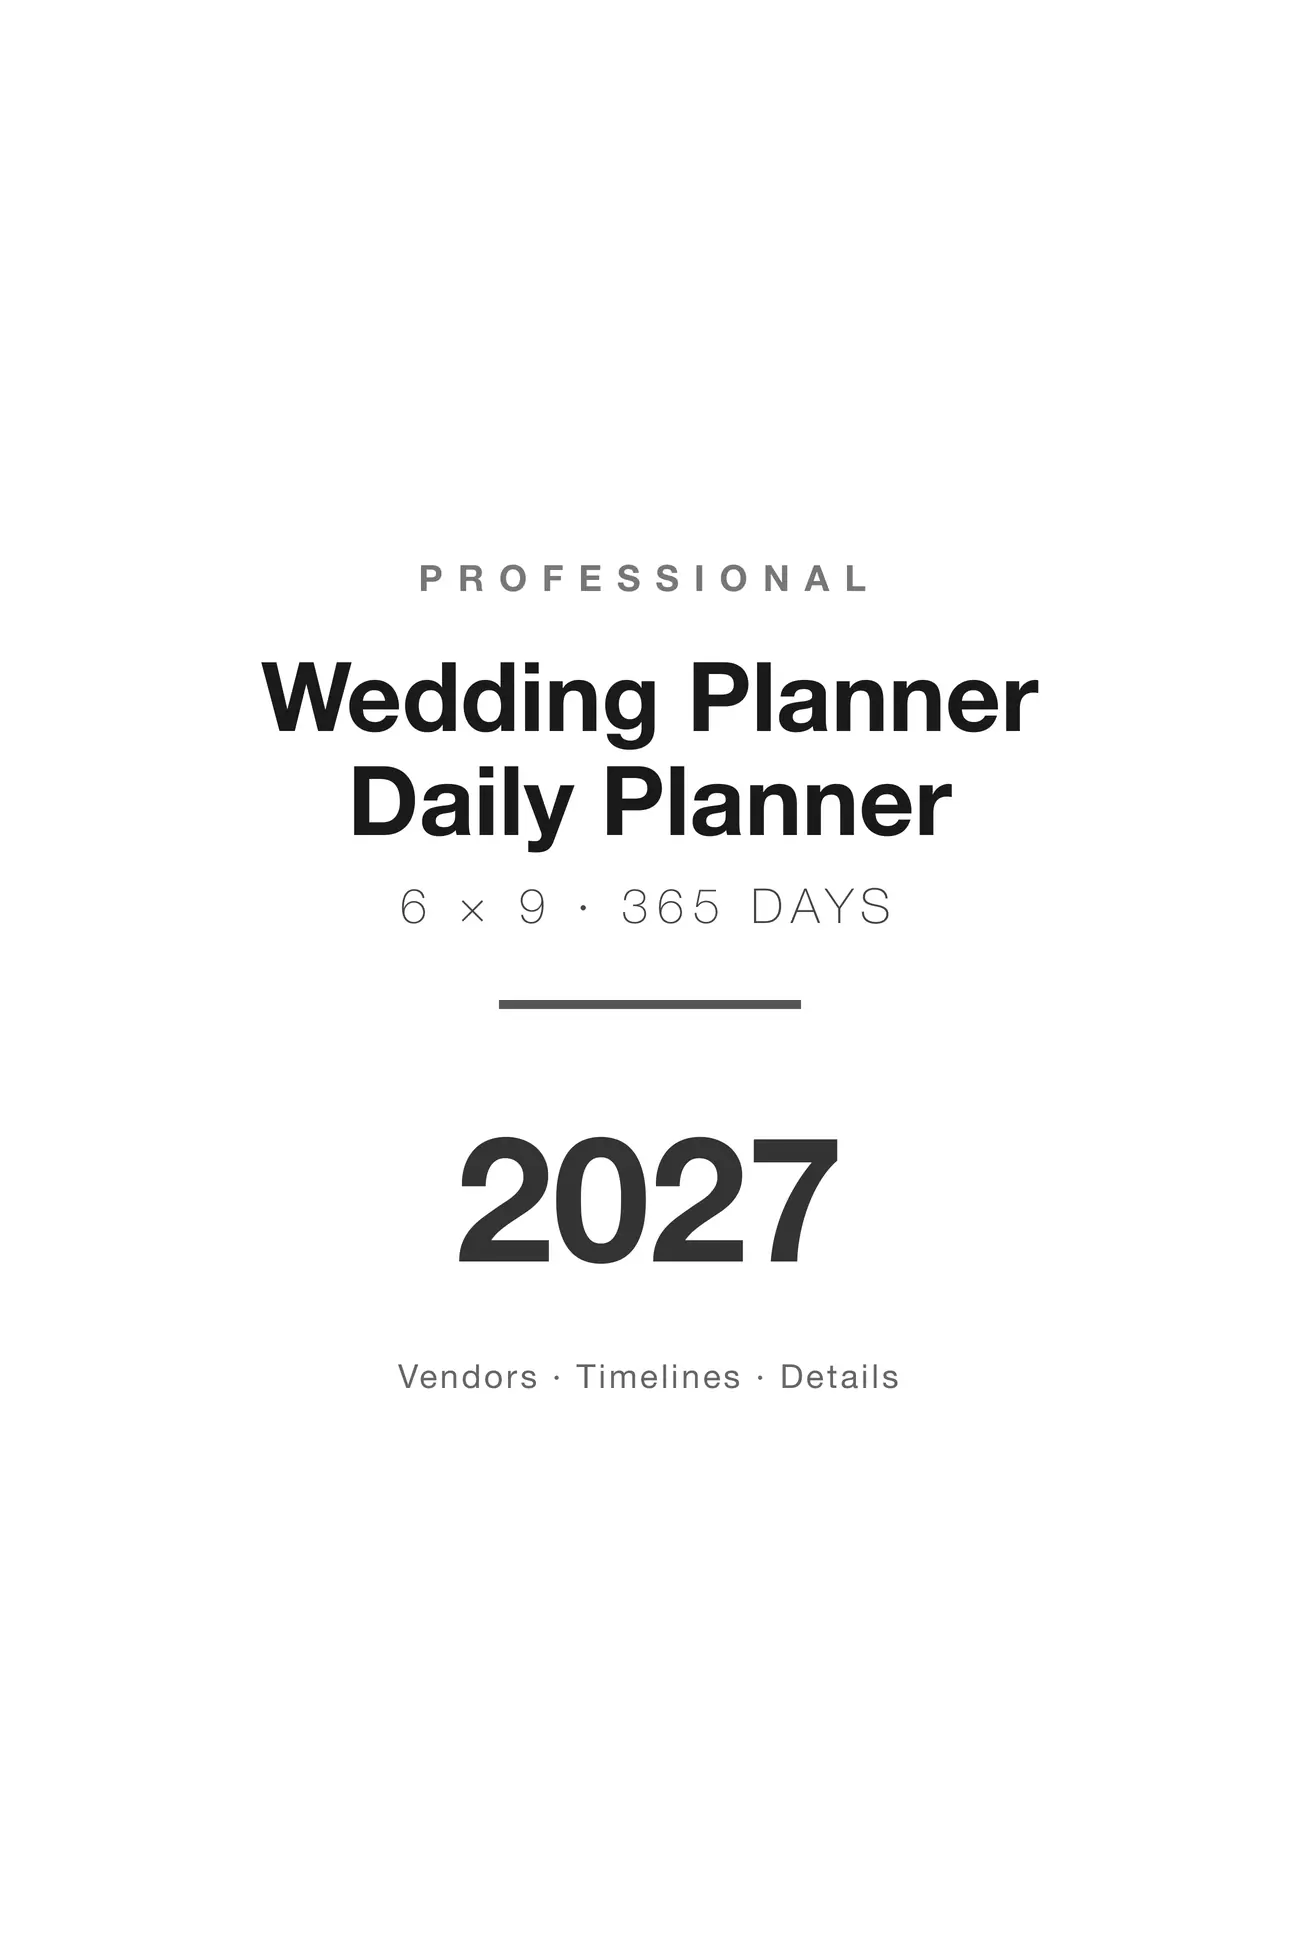 PROFESSIONAL
Wedding Planner
Daily Planner
6 × 9 · 365 DAYS
2027
Vendors · Timelines · Details